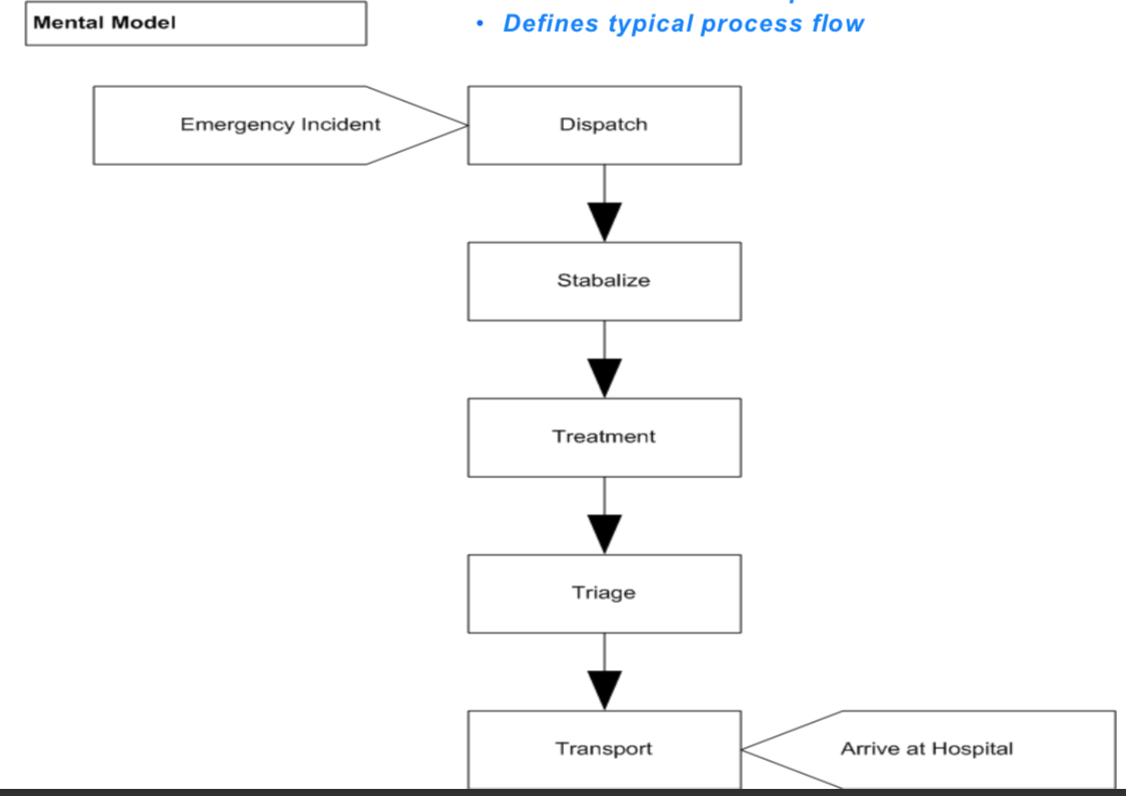 Mental Model
• Defines typical process flow
Emergency Incident
Dispatch
Stabalize
Treatment
Triage
Transport
Arrive at Hospital